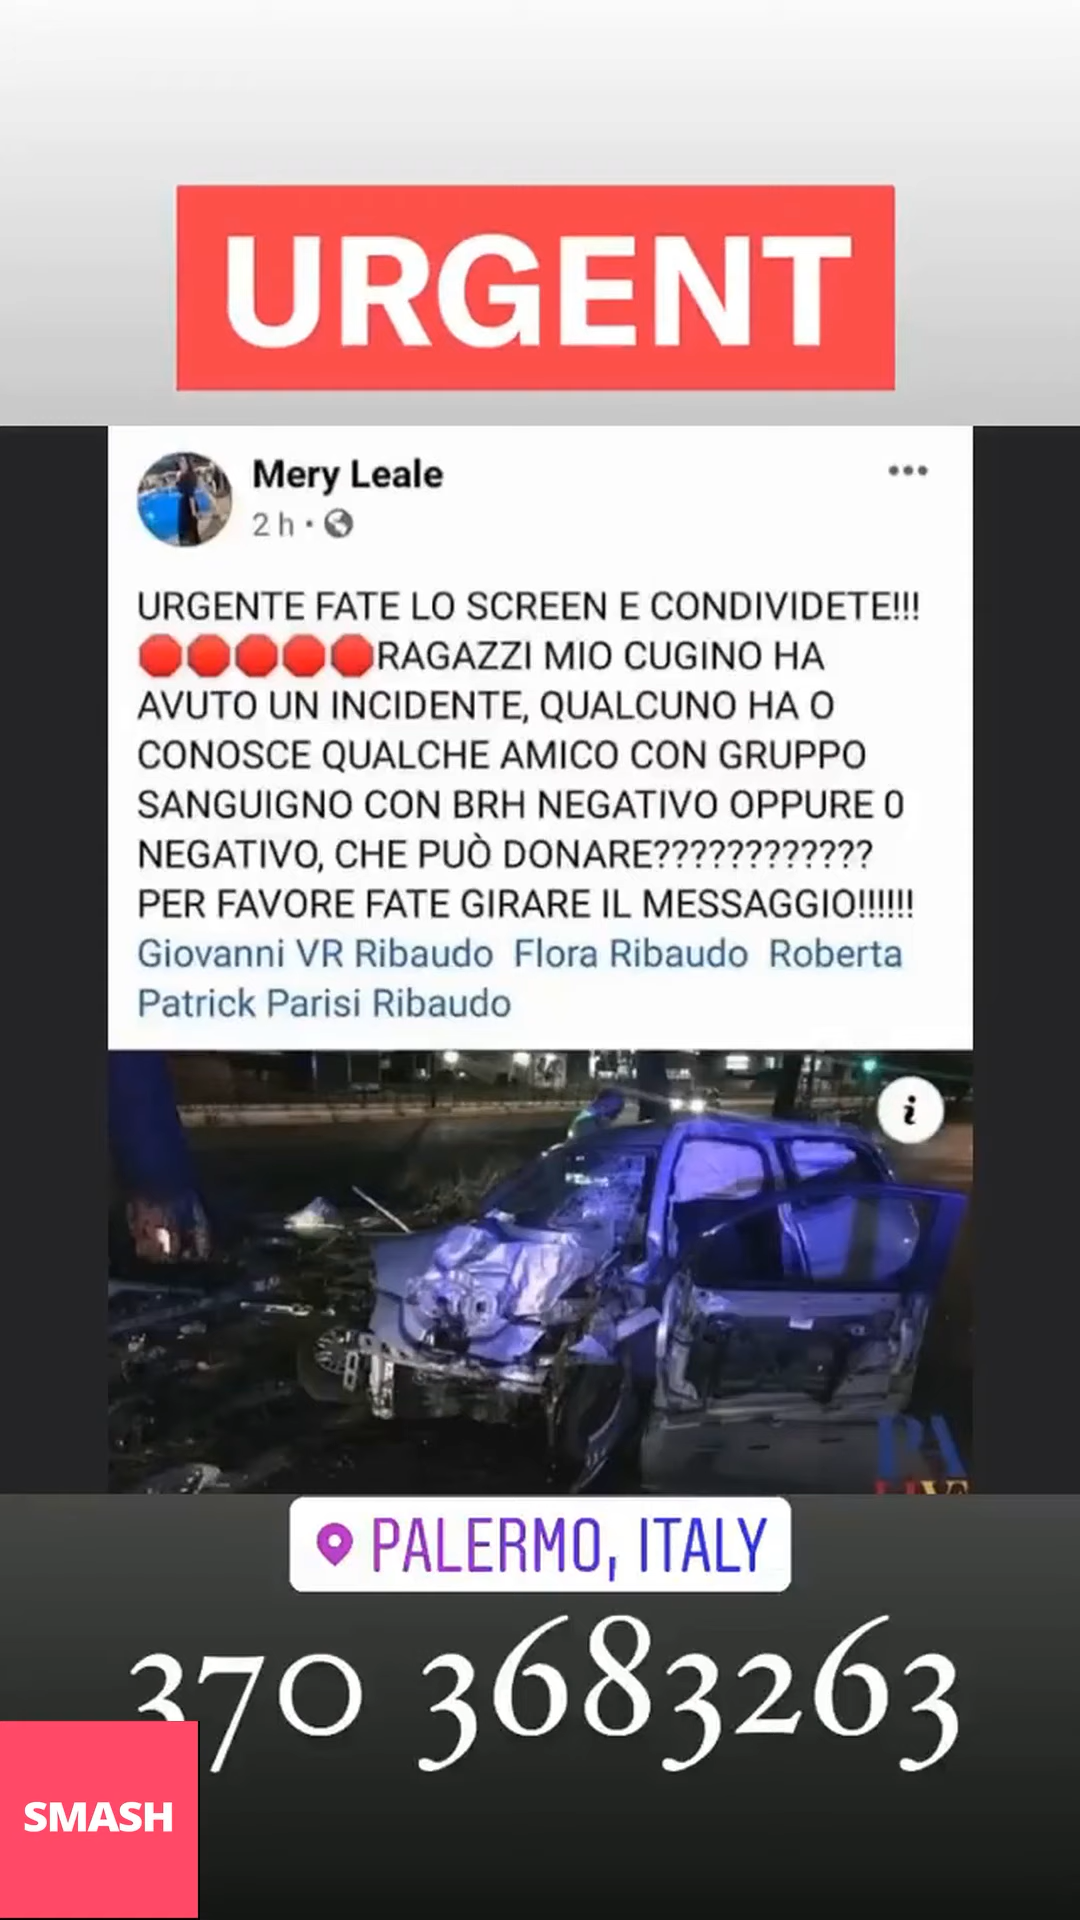 URGENT
Mery Leale
2 h ·
URGENTE FATE LO SCREEN E CONDIVIDETE!!!
🛑🛑🛑🛑🛑RAGAZZI MIO CUGINO HA
AVUTO UN INCIDENTE, QUALCUNO HA O
CONOSCE QUALCHE AMICO CON GRUPPO
SANGUIGNO CON BRH NEGATIVO OPPURE 0
NEGATIVO, CHE PUÒ DONARE????????????
PER FAVORE FATE GIRARE IL MESSAGGIO!!!!!!
Giovanni VR Ribaudo Flora Ribaudo Roberta
Patrick Parisi Ribaudo
i
PA
LIVE
PALERMO, ITALY
370 3683263
SMASH